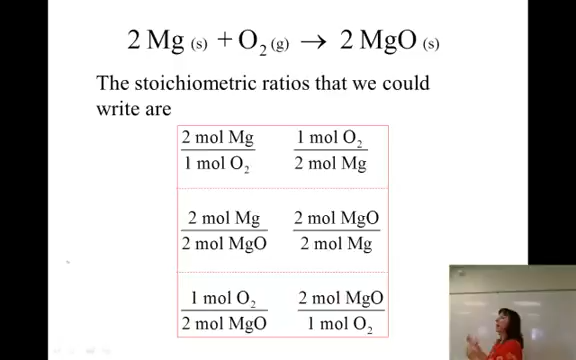 2 Mg (s) + O2 (g) → 2 MgO (s)
The stoichiometric ratios that we could
write are
2 mol Mg / 1 mol O2    1 mol O2 / 2 mol Mg
2 mol Mg / 2 mol MgO    2 mol MgO / 2 mol Mg
1 mol O2 / 2 mol MgO    2 mol MgO / 1 mol O2